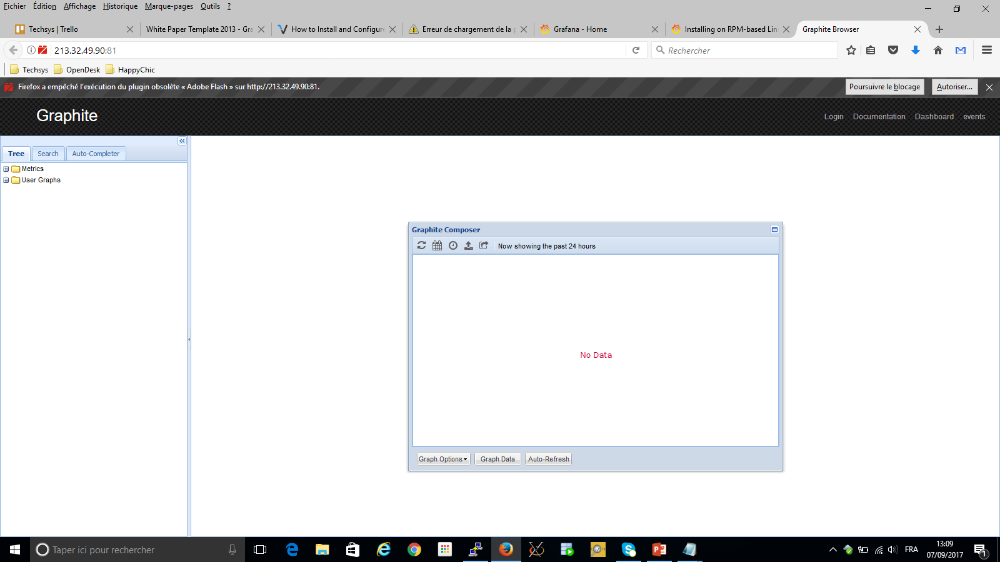 Fichier Édition Affichage Historique Marque-pages Outils ?
Techsys | Trello
White Paper Template 2013 - Gra
How to Install and Configure
Erreur de chargement de la p
Grafana - Home
Installing on RPM-based Lin
Graphite Browser
213.32.49.90:81
Rechercher
Techsys OpenDesk HappyChic
Firefox a empêché l'exécution du plugin obsolète « Adobe Flash » sur http://213.32.49.90:81.
Poursuivre le blocage
Autoriser...
Graphite
Login Documentation Dashboard events
Tree Search Auto-Completer
Metrics
User Graphs
Graphite Composer
Now showing the past 24 hours
No Data
Graph Options Graph Data Auto-Refresh
Taper ici pour rechercher
FRA
13:09
07/09/2017
1